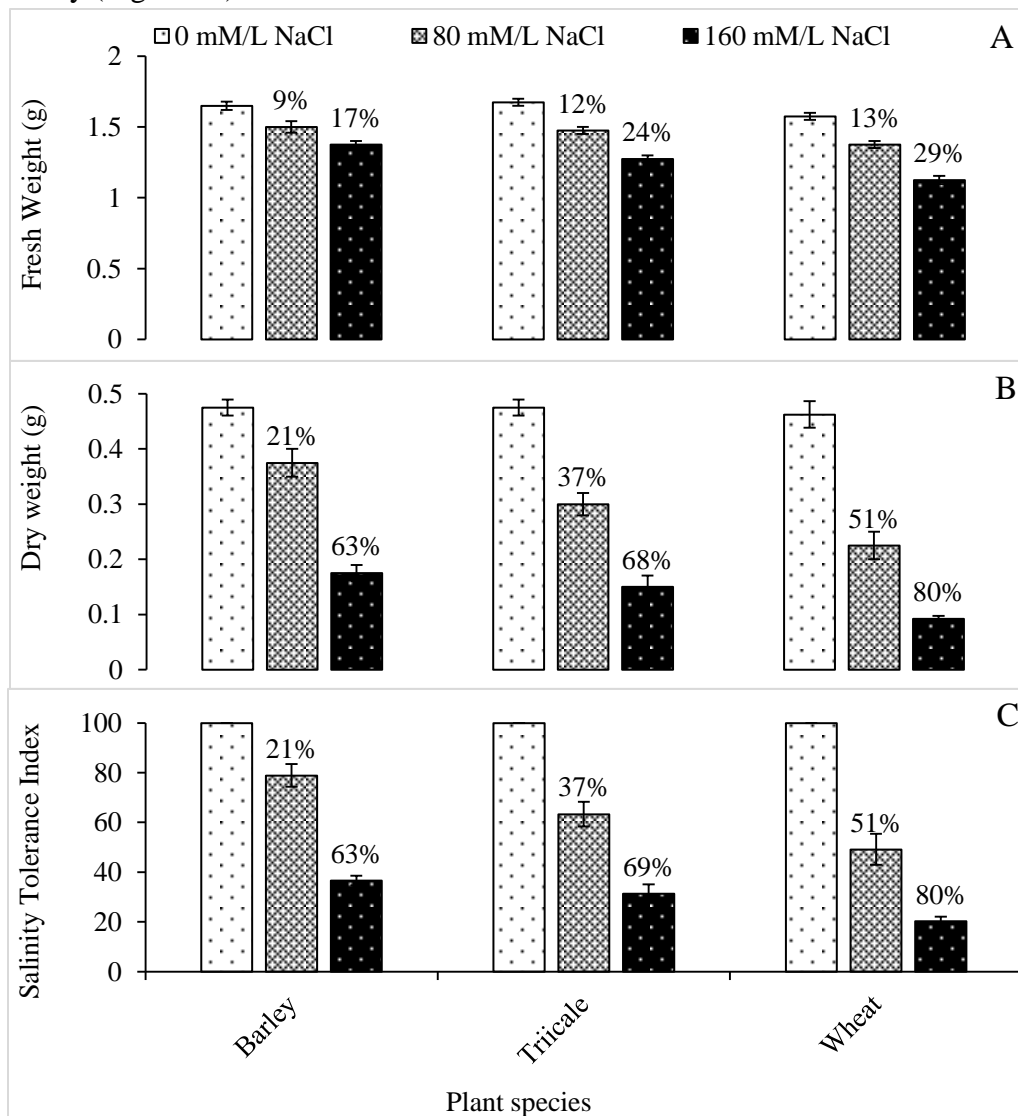 0 mM/L NaCl 80 mM/L NaCl 160 mM/L NaCl A
Fresh Weight (g)
2
1.5
1
0.5
0
9% 17% 12% 24% 13% 29%
B
Dry weight (g)
0.5
0.4
0.3
0.2
0.1
0
21% 63% 37% 68% 51% 80%
C
Salinity Tolerance Index
100
80
60
40
20
0
21% 63% 37% 69% 51% 80%
Barley Triicale Wheat
Plant species